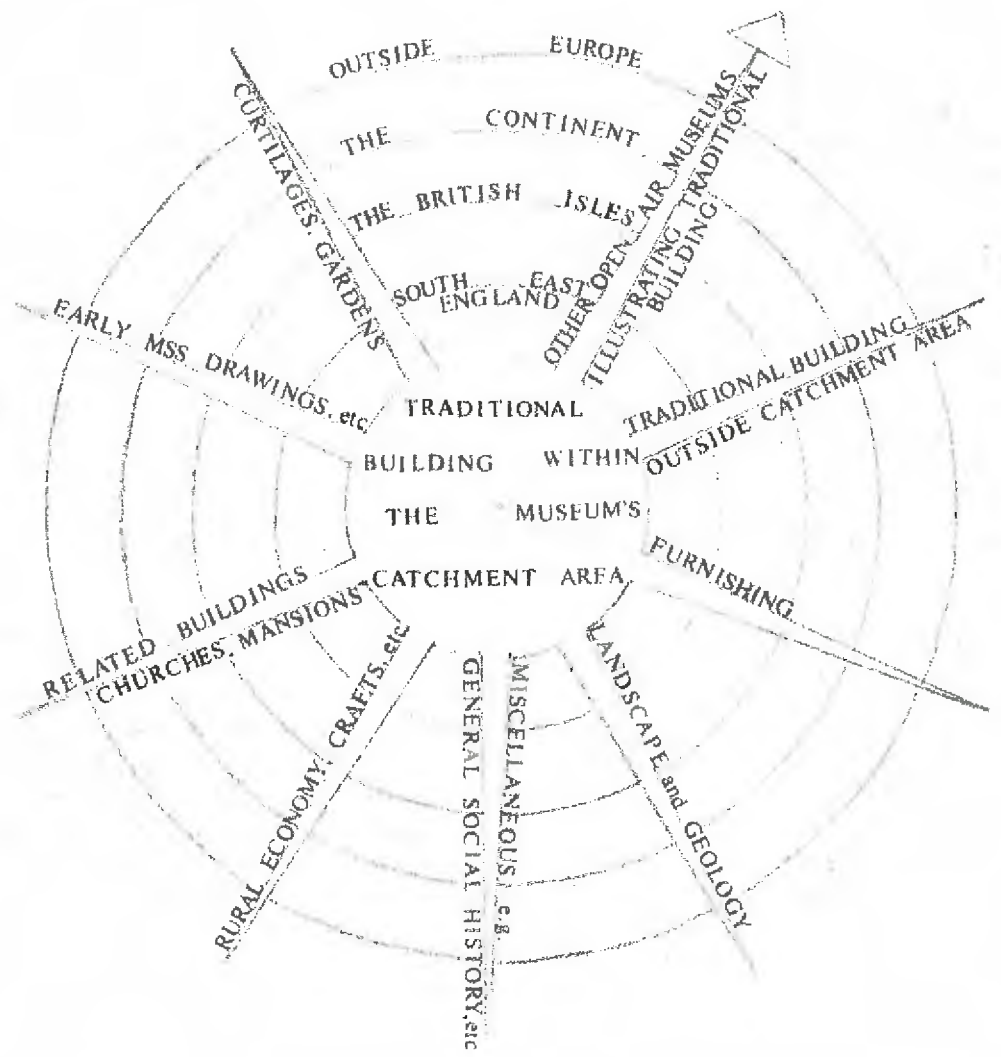 OUTSIDE EUROPE
THE CONTINENT
THE BRITISH ISLES
SOUTH EAST
ENGLAND
TRADITIONAL
BUILDING WITHIN
THE MUSEUM'S
CATCHMENT AREA
OTHER OPEN AIR MUSEUMS
ILLUSTRATING TRADITIONAL
BUILDING
TRADITIONAL BUILDING
OUTSIDE CATCHMENT AREA
FURNISHING
LANDSCAPE and GEOLOGY
MISCELLANEOUS e.g.
GENERAL SOCIAL HISTORY, etc
RURAL ECONOMY, CRAFTS, etc
RELATED BUILDINGS
CHURCHES, MANSIONS
EARLY MSS DRAWINGS, etc
CURTILAGES, GARDENS